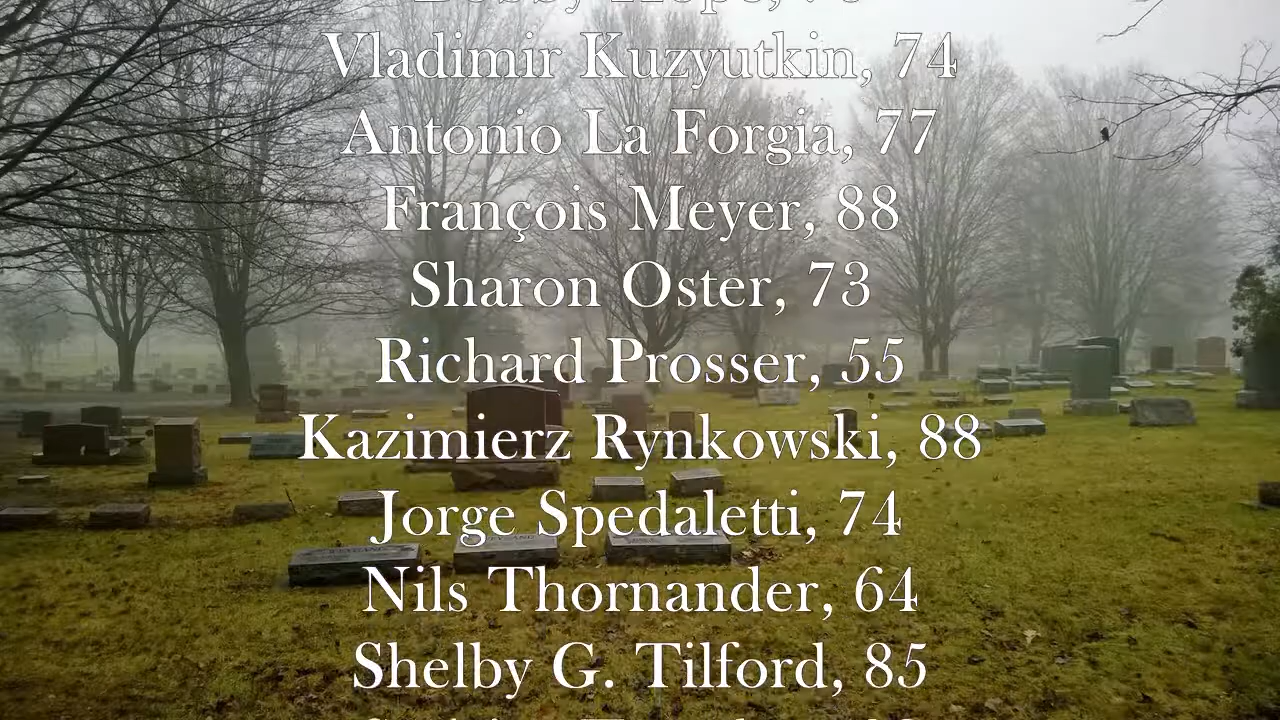 Vladimir Kuzyutkin, 74
Antonio La Forgia, 77
François Meyer, 88
Sharon Oster, 73
Richard Prosser, 55
Kazimierz Rynkowski, 88
Jorge Spedaletti, 74
Nils Thornander, 64
Shelby G. Tilford, 85